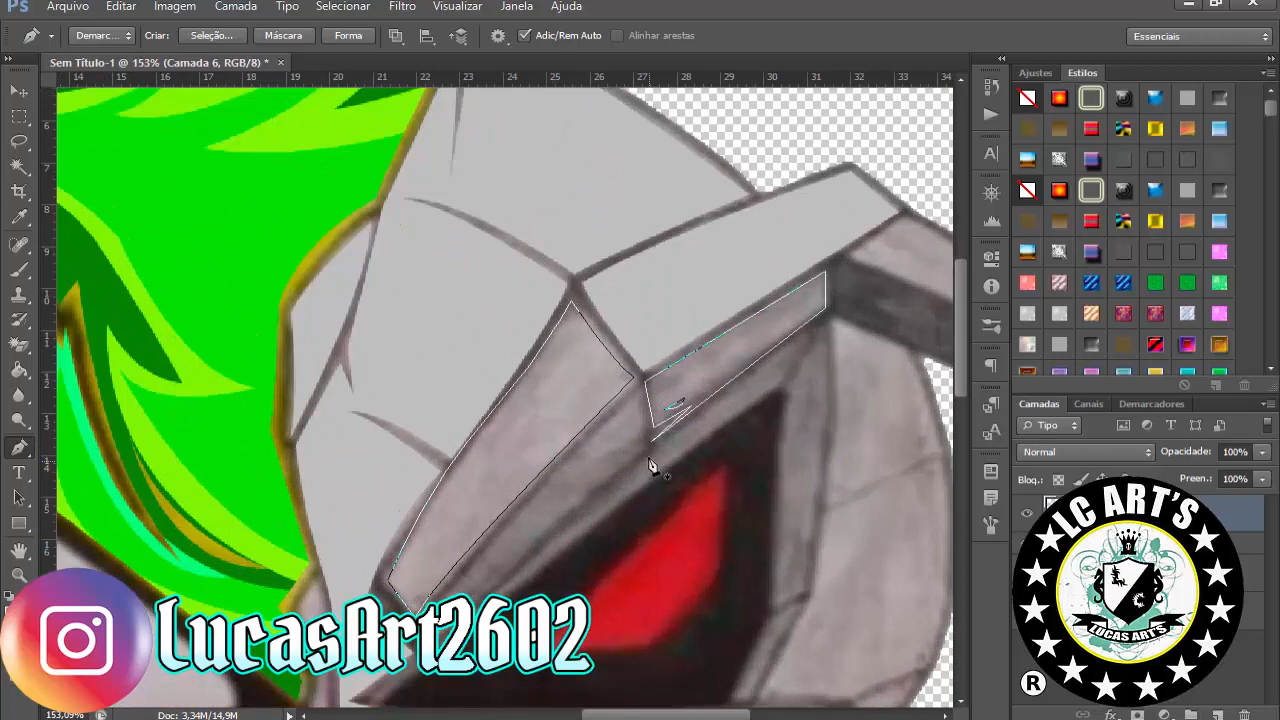 Ps Arquivo Editar Imagem Camada Tipo Selecionar Filtro Visualizar Janela Ajuda
Demarc... Criar: Seleção... Máscara Forma Adic/Rem Auto Alinhar arestas Essenciais
Sem Título-1 @ 153% (Camada 6, RGB/8) * ×
14 15 16 17 18 19 20 21 22 23 24 25 26 27 28 29 30 31 32 33 34
Ajustes Estilos
Camadas Canais Demarcadores
Tipo
Normal Opacidade: 100%
Bloq.: Preen.: 100%
LC ART'S
LUCAS ART'S
®
LucasArt2602
153,09% Doc: 3,34M/14,9M
fx